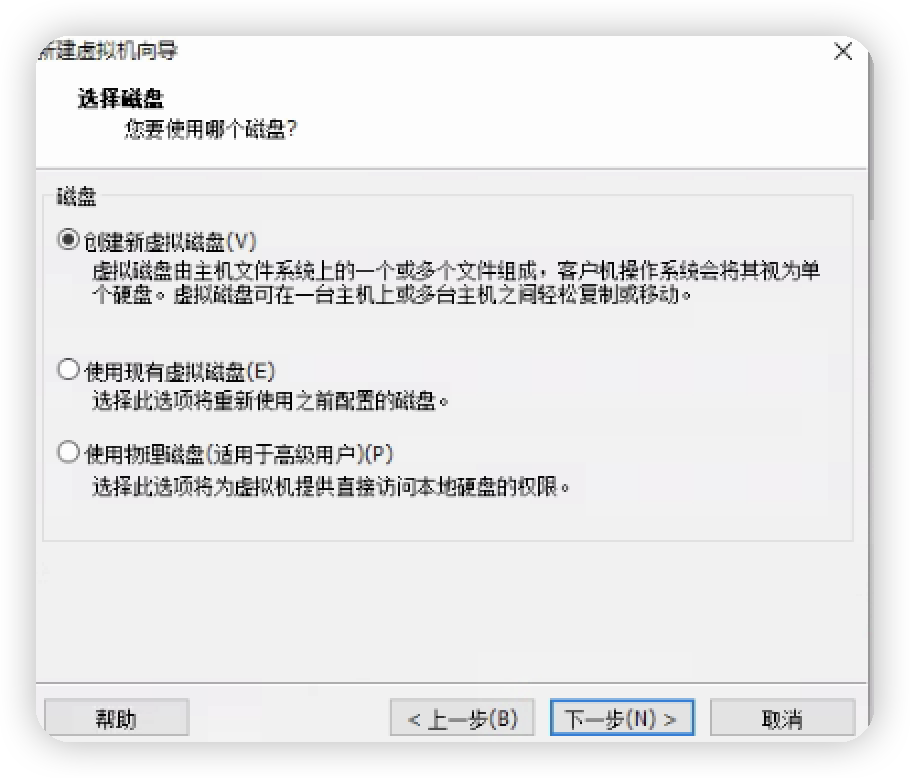 新建虚拟机向导
选择磁盘
您要使用哪个磁盘?
磁盘
创建新虚拟磁盘(V)
虚拟磁盘由主机文件系统上的一个或多个文件组成，客户机操作系统会将其视为单
个硬盘。虚拟磁盘可在一台主机上或多台主机之间轻松复制或移动。
使用现有虚拟磁盘(E)
选择此选项将重新使用之前配置的磁盘。
使用物理磁盘(适用于高级用户)(P)
选择此选项将为虚拟机提供直接访问本地硬盘的权限。
帮助
< 上一步(B)
下一步(N) >
取消